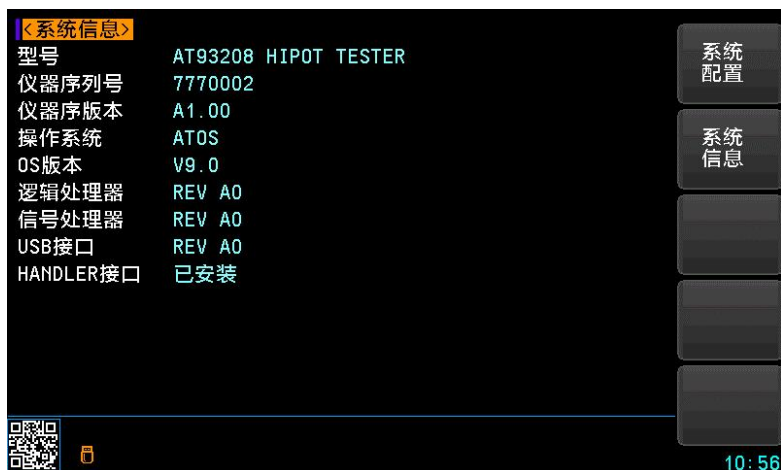 <系统信息>
型号 AT93208 HIPOT TESTER
仪器序列号 7770002
仪器序版本 A1.00
操作系统 ATOS
OS版本 V9.0
逻辑处理器 REV A0
信号处理器 REV A0
USB接口 REV A0
HANDLER接口 已安装
系统
配置
系统
信息
10:56